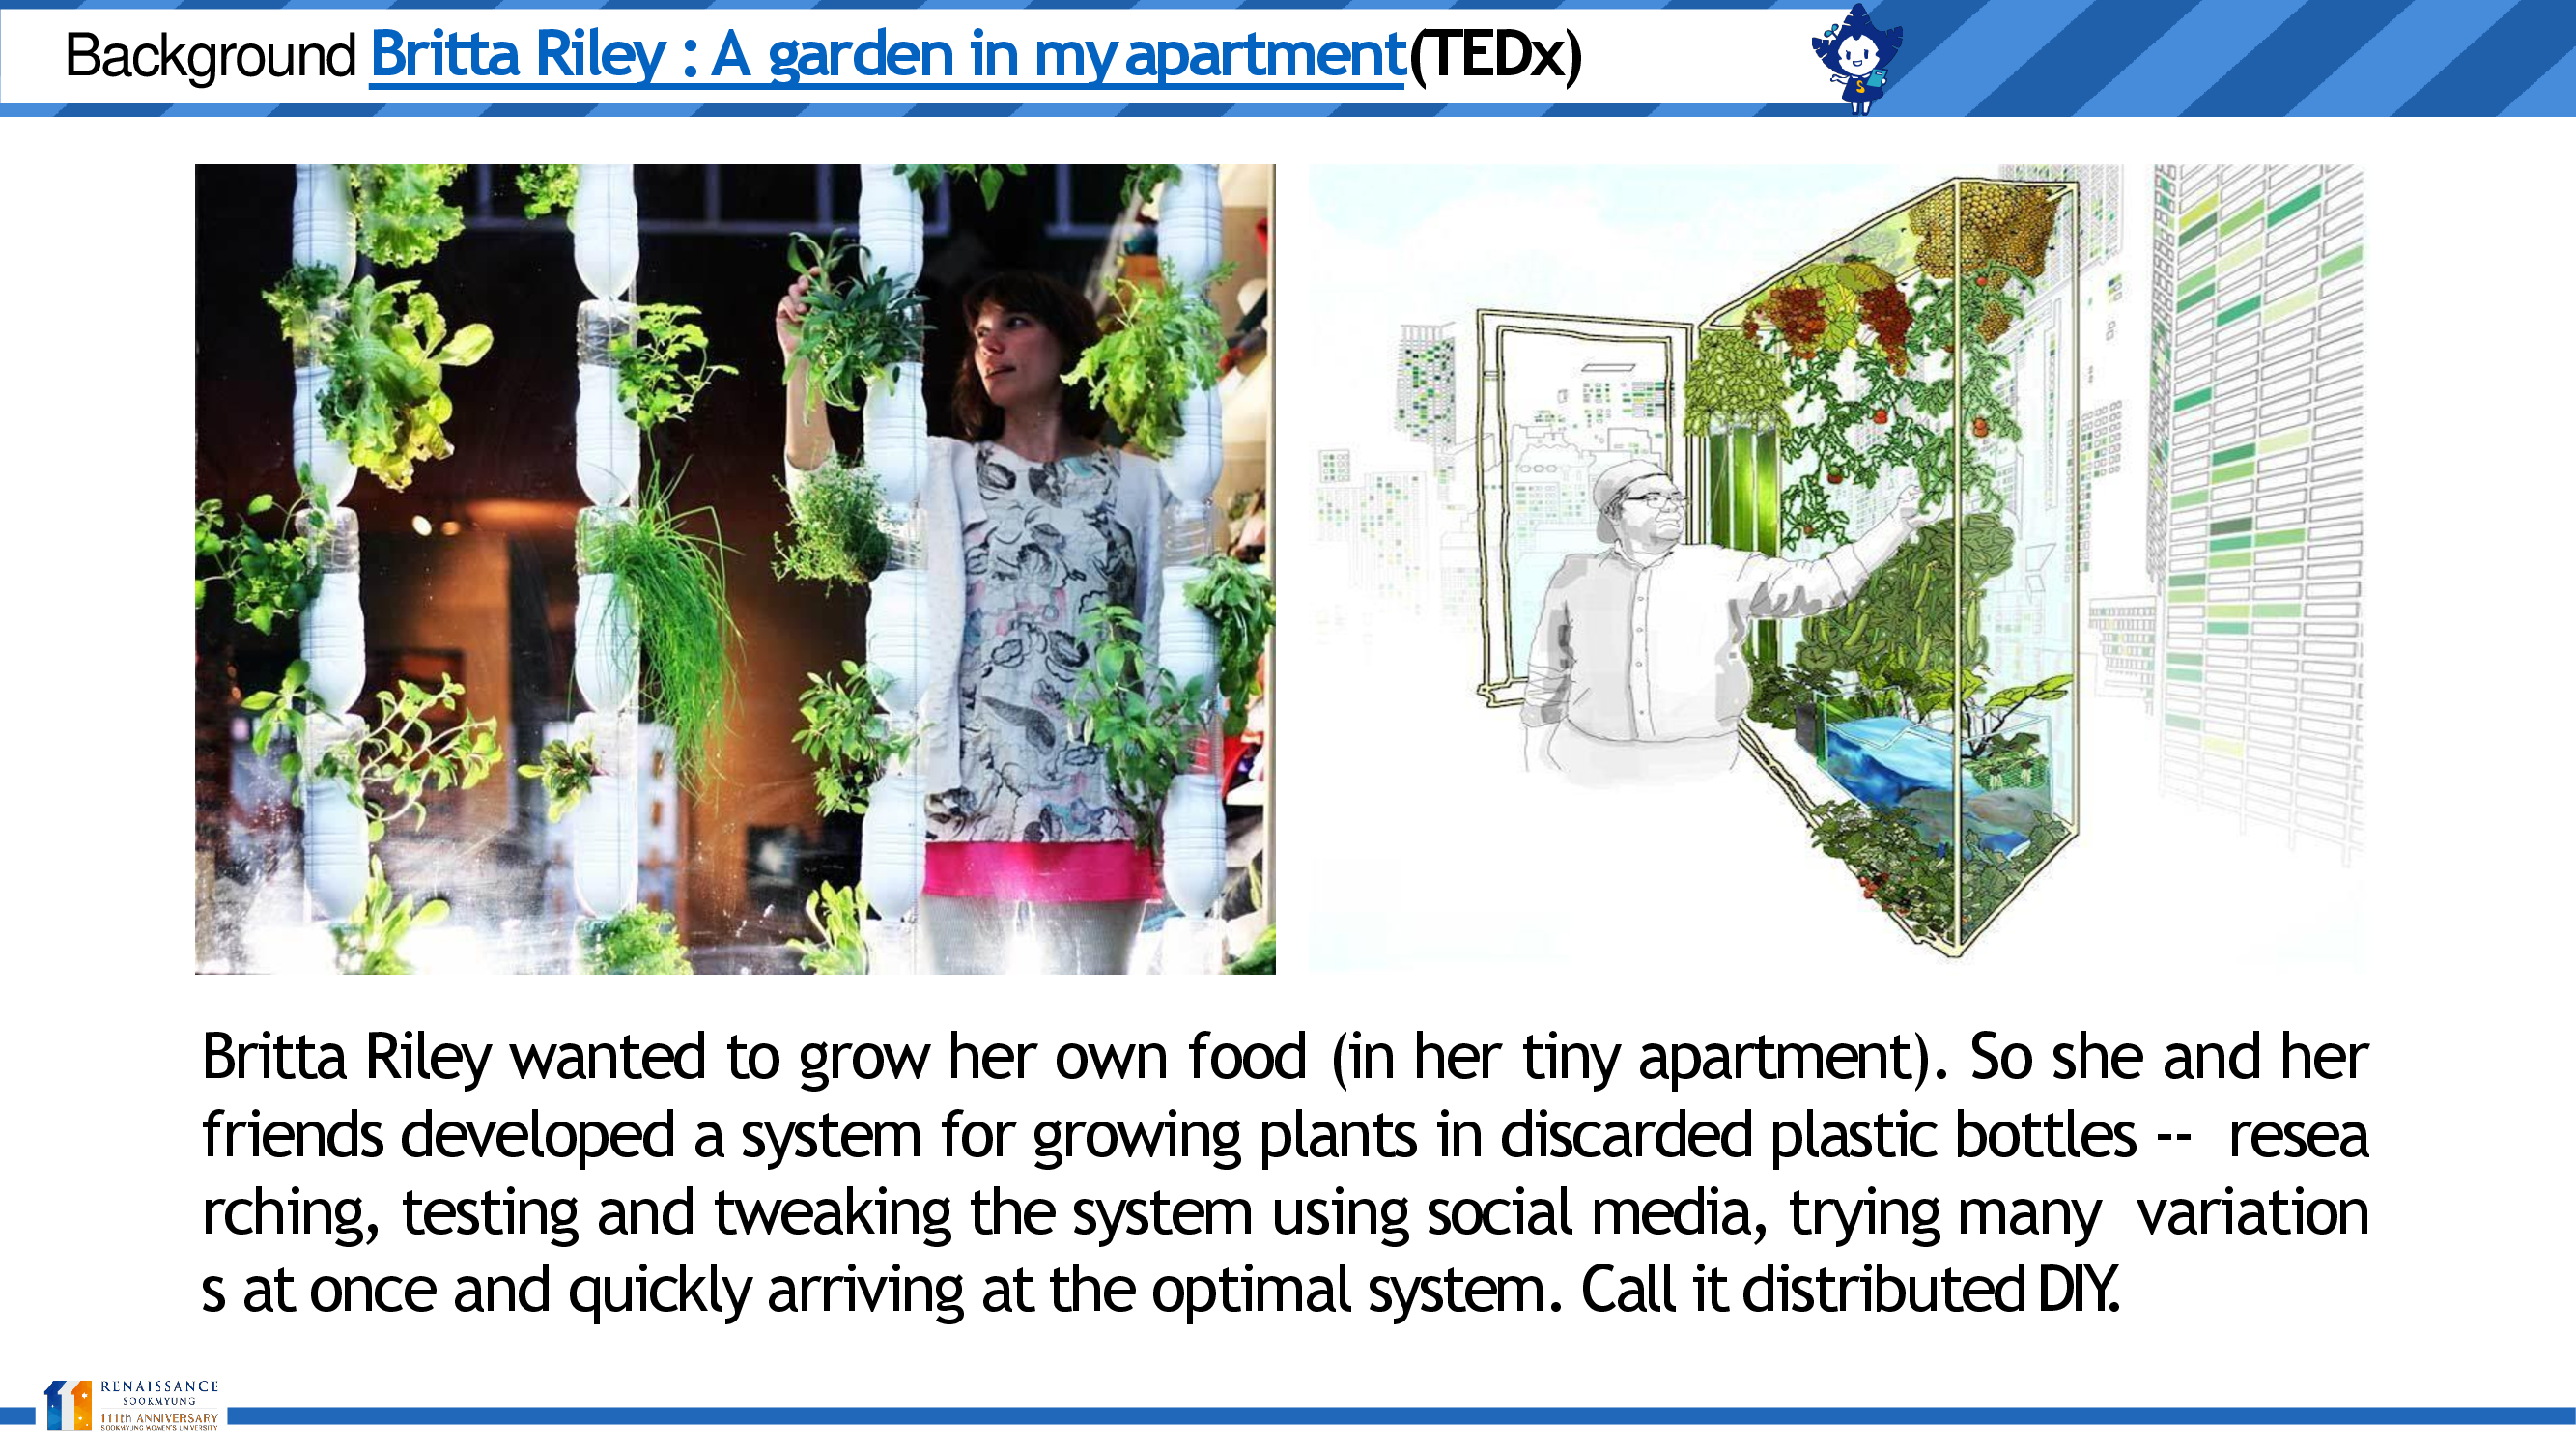 Background Britta Riley : A garden in my apartment(TEDx)
Britta Riley wanted to grow her own food (in her tiny apartment). So she and her
friends developed a system for growing plants in discarded plastic bottles -- resea
rching, testing and tweaking the system using social media, trying many variation
s at once and quickly arriving at the optimal system. Call it distributed DIY.
RENAISSANCE
SOOKMYUNG
111th ANNIVERSARY
SOOKMYUNG WOMEN'S UNIVERSITY